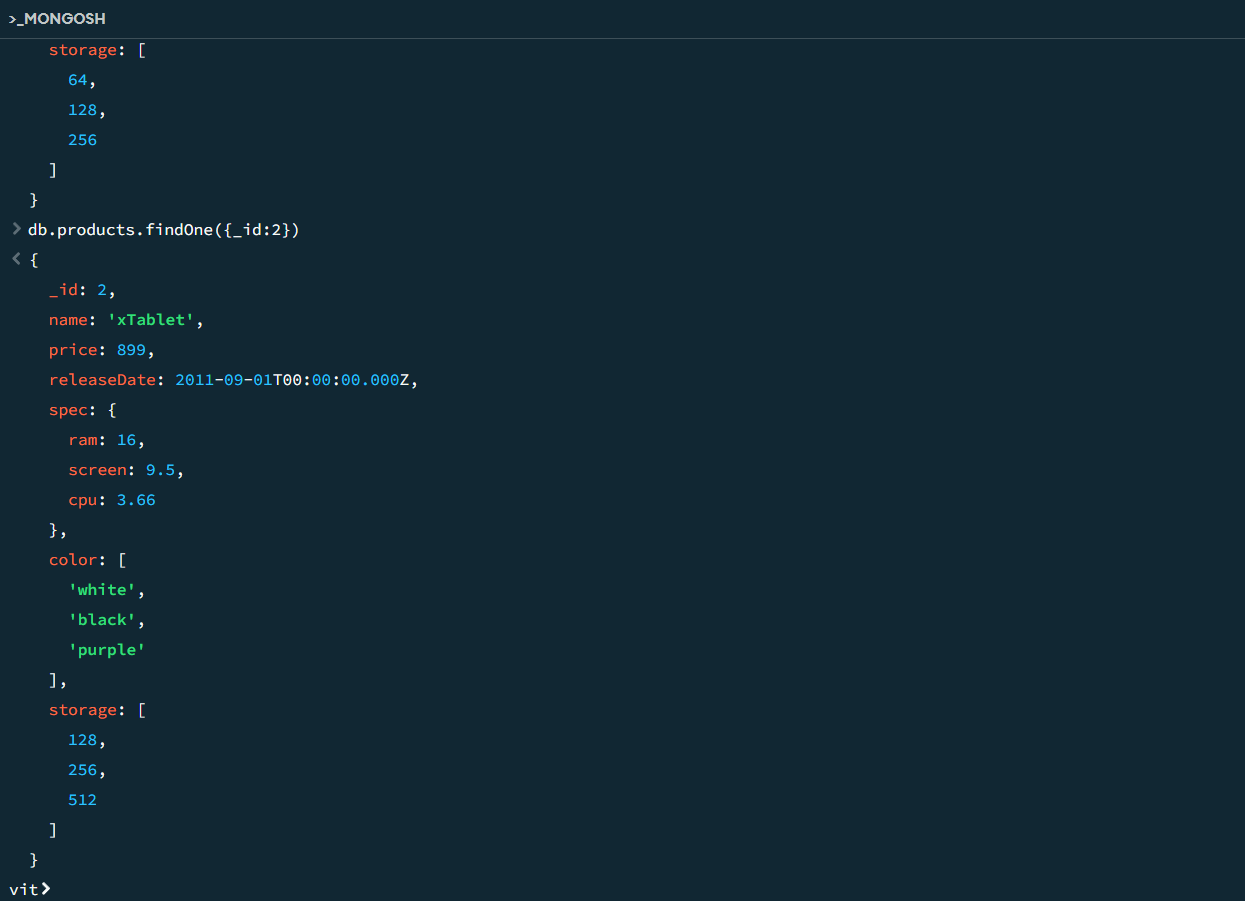 >_MONGOSH
storage: [
64,
128,
256
]
}
> db.products.findOne({_id:2})
< {
_id: 2,
name: 'xTablet',
price: 899,
releaseDate: 2011-09-01T00:00:00.000Z,
spec: {
ram: 16,
screen: 9.5,
cpu: 3.66
},
color: [
'white',
'black',
'purple'
],
storage: [
128,
256,
512
]
}
vit>